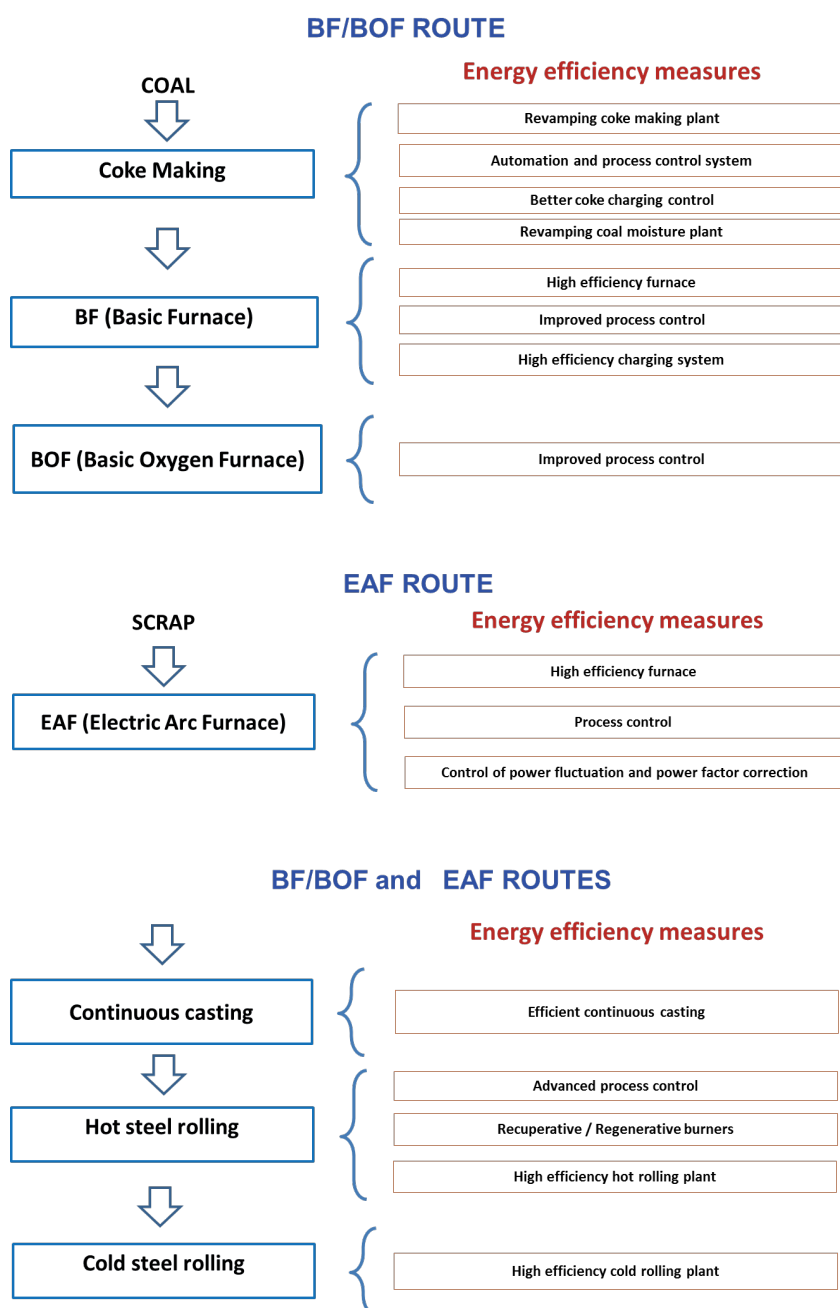 BF/BOF ROUTE
Energy efficiency measures
COAL
Revamping coke making plant
Coke Making
Automation and process control system
Better coke charging control
Revamping coal moisture plant
BF (Basic Furnace)
High efficiency furnace
Improved process control
High efficiency charging system
BOF (Basic Oxygen Furnace)
Improved process control
EAF ROUTE
SCRAP
Energy efficiency measures
High efficiency furnace
EAF (Electric Arc Furnace)
Process control
Control of power fluctuation and power factor correction
BF/BOF and EAF ROUTES
Energy efficiency measures
Continuous casting
Efficient continuous casting
Hot steel rolling
Advanced process control
Recuperative / Regenerative burners
High efficiency hot rolling plant
Cold steel rolling
High efficiency cold rolling plant